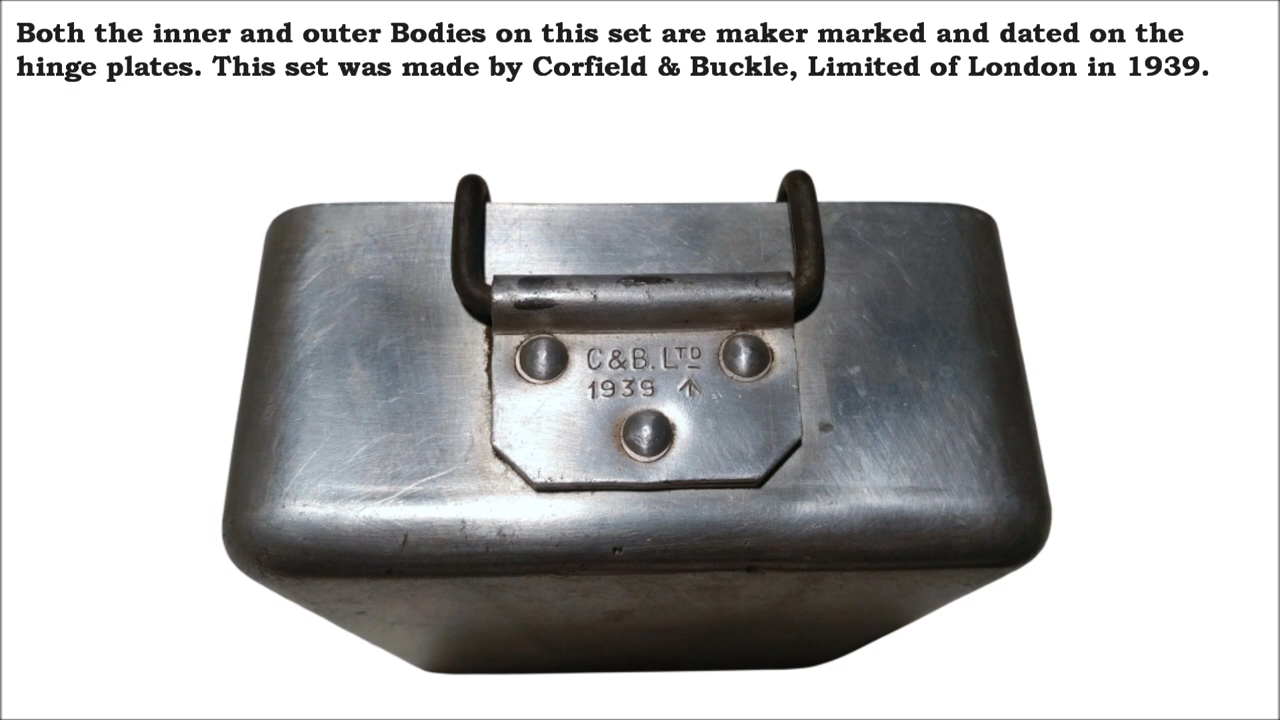 Both the inner and outer Bodies on this set are maker marked and dated on the
hinge plates. This set was made by Corfield & Buckle, Limited of London in 1939.
C&B. LTD
1939